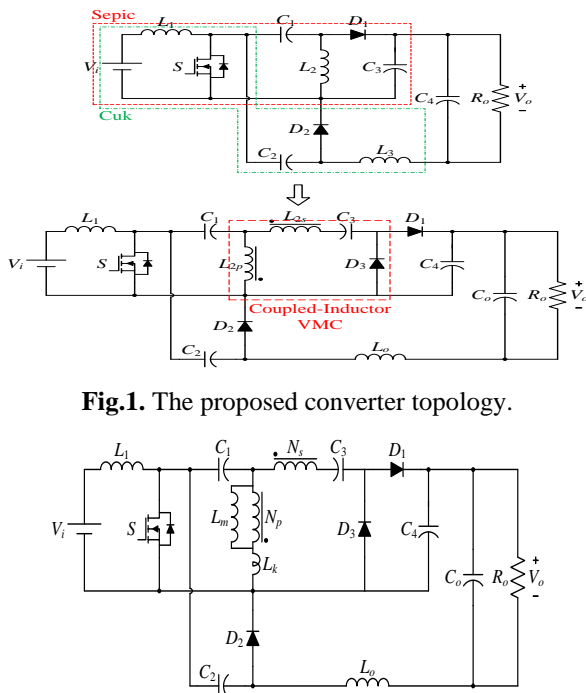 Sepic
L1
C1
D1
Vi
S
L2
C3
C4
Ro
+
Vo
-
Cuk
D2
C2
L3
L1
C1
L2s
C3
D1
Vi
S
L2p
D3
C4
Co
Ro
+
Vo
-
Coupled-Inductor
VMC
D2
C2
Lo
Fig.1. The proposed converter topology.
L1
C1
Ns
C3
D1
Vi
S
Lm
Np
D3
C4
Lk
Co
Ro
+
Vo
-
D2
C2
Lo